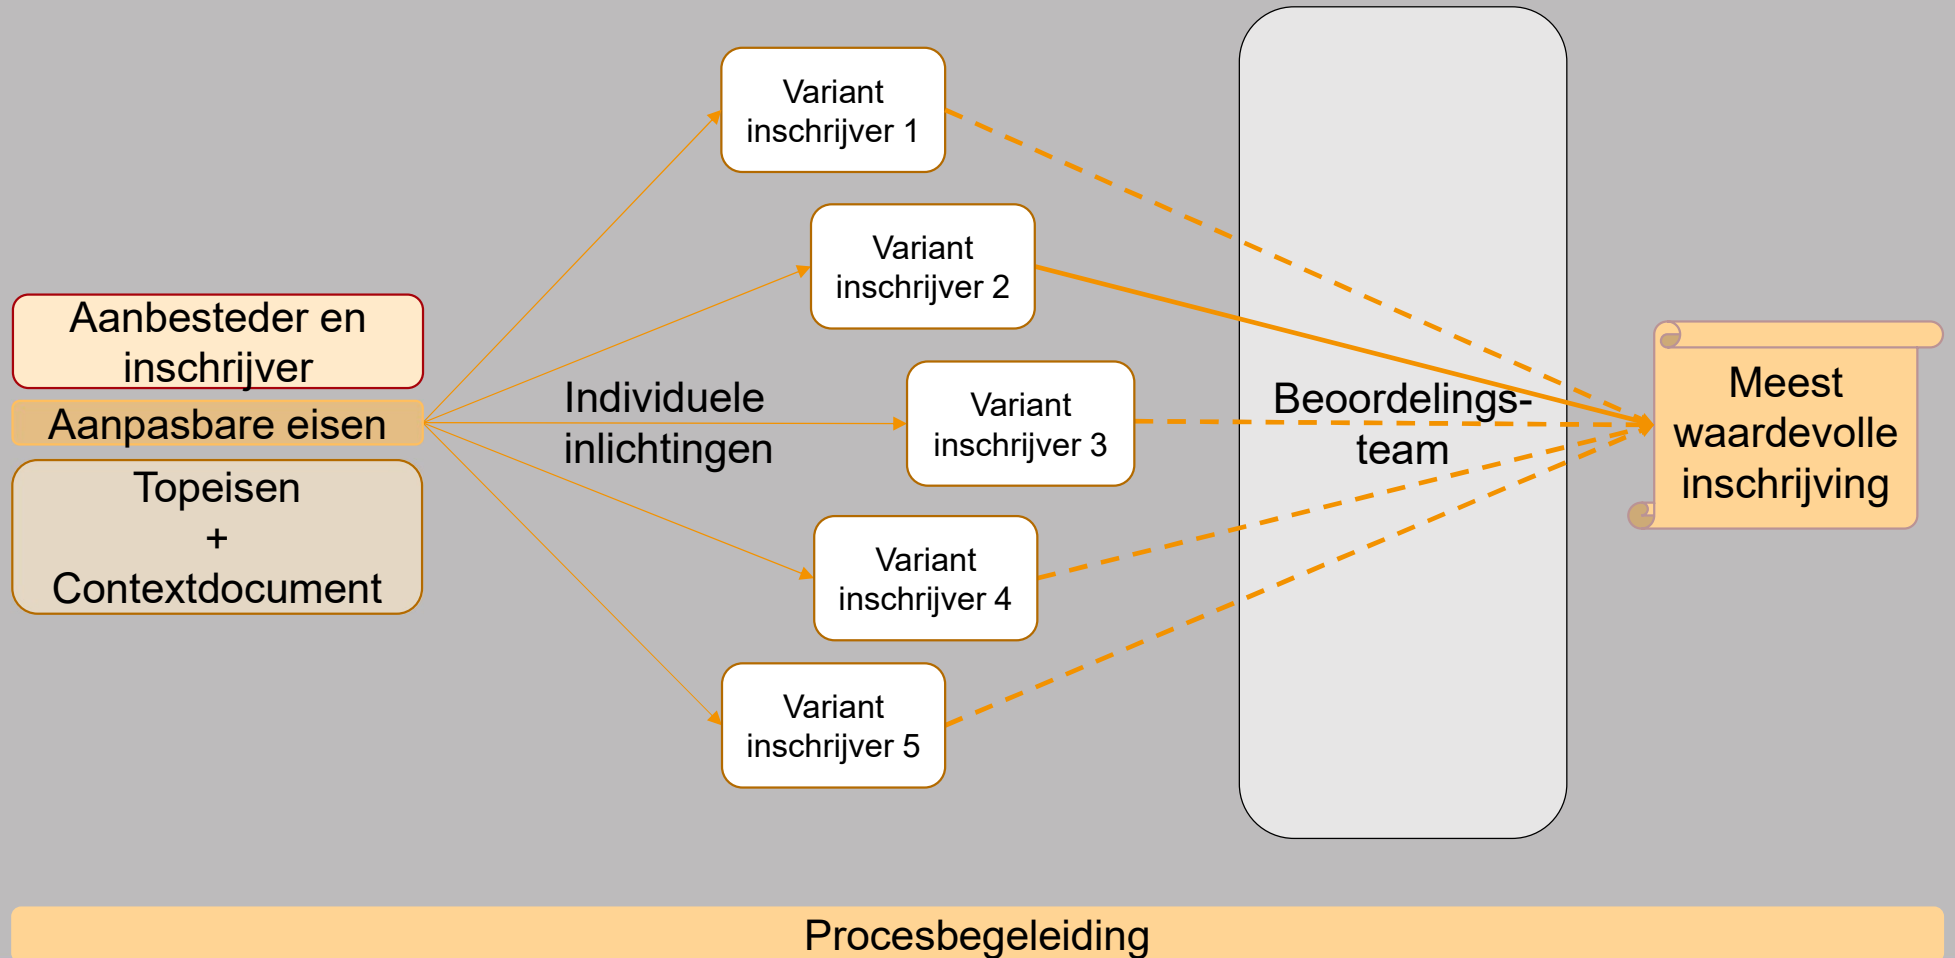 Aanbesteder en
inschrijver
Aanpasbare eisen
Topeisen
+
Contextdocument
Individuele
inlichtingen
Variant
inschrijver 1
Variant
inschrijver 2
Variant
inschrijver 3
Variant
inschrijver 4
Variant
inschrijver 5
Beoordelings-
team
Meest
waardevolle
inschrijving
Procesbegeleiding